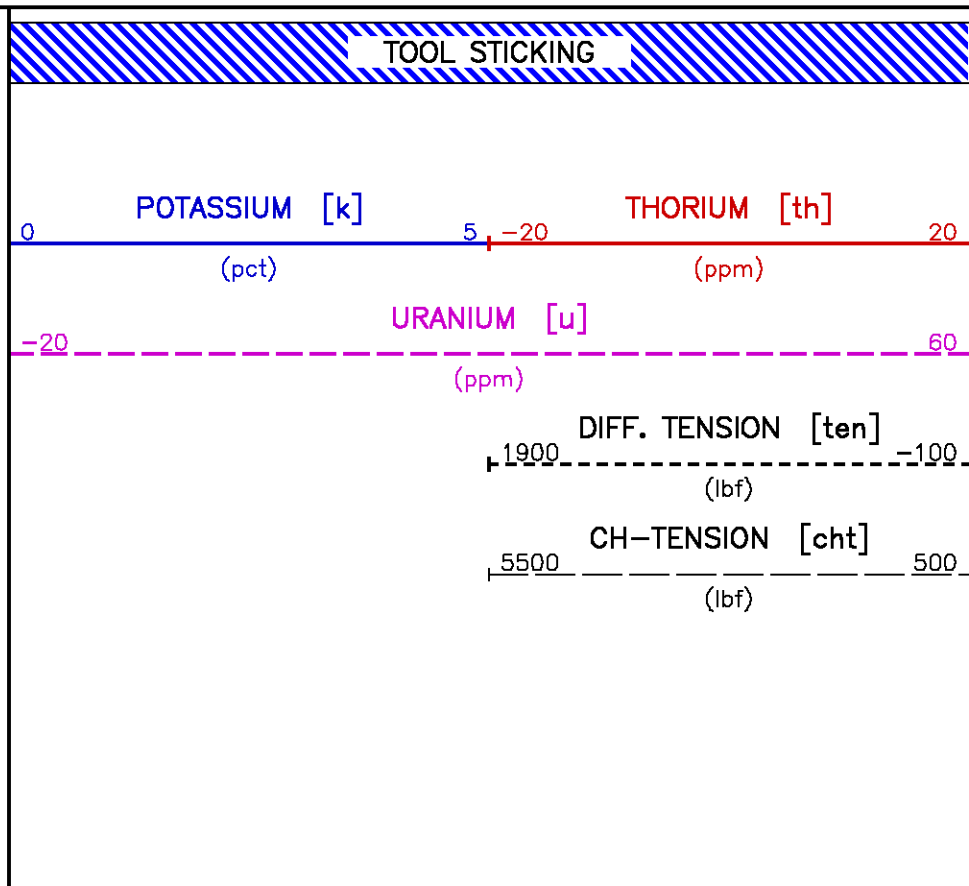 TOOL STICKING
POTASSIUM [k] THORIUM [th]
0 5 -20 20
(pct) (ppm)
URANIUM [u]
-20 60
(ppm)
DIFF. TENSION [ten]
1900 -100
(lbf)
CH-TENSION [cht]
5500 500
(lbf)